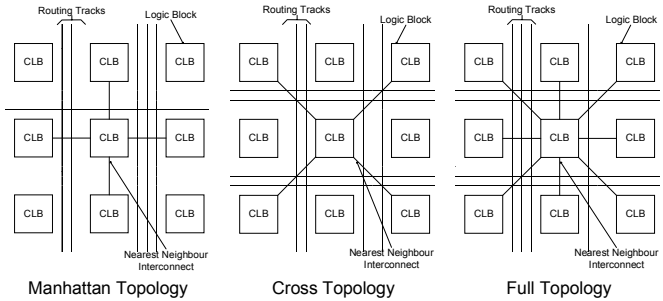 Routing Tracks
Logic Block
CLB
CLB
CLB
CLB
CLB
CLB
CLB
CLB
CLB
Nearest Neighbour
Interconnect
Manhattan Topology
Routing Tracks
Logic Block
CLB
CLB
CLB
CLB
CLB
CLB
CLB
CLB
CLB
Nearest Neighbour
Interconnect
Cross Topology
Routing Tracks
Logic Block
CLB
CLB
CLB
CLB
CLB
CLB
CLB
CLB
CLB
Nearest Neighbour
Interconnect
Full Topology